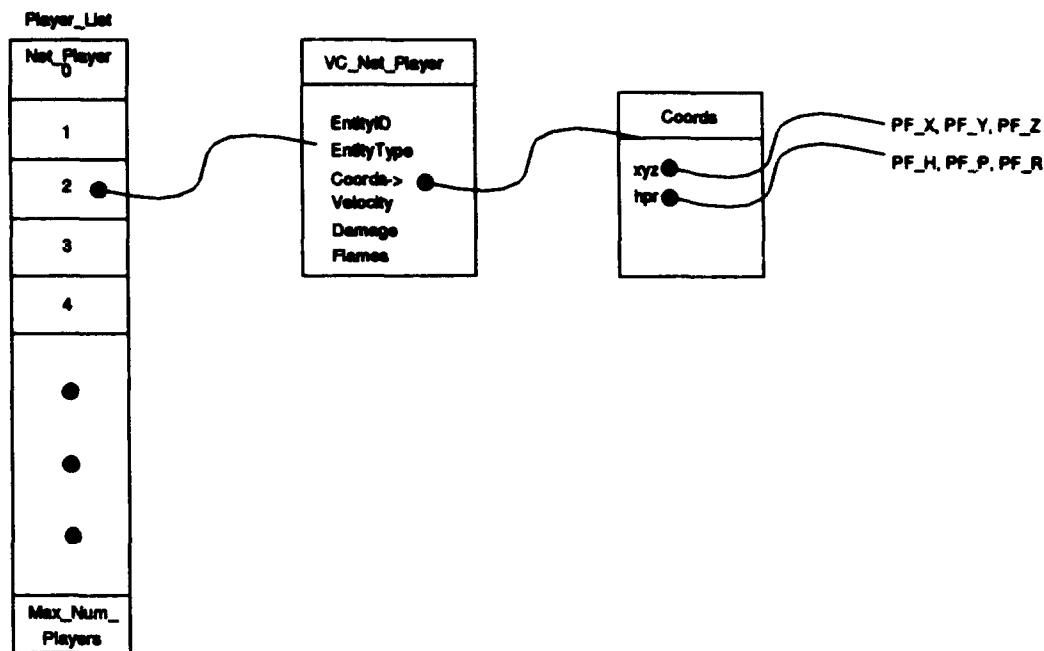 Player_List
Net_Player
0
1
2
3
4
Max_Num_
Players
VC_Net_Player
EntityID
EntityType
Coords->
Velocity
Damage
Flames
Coords
xyz
hpr
PF_X, PF_Y, PF_Z
PF_H, PF_P, PF_R